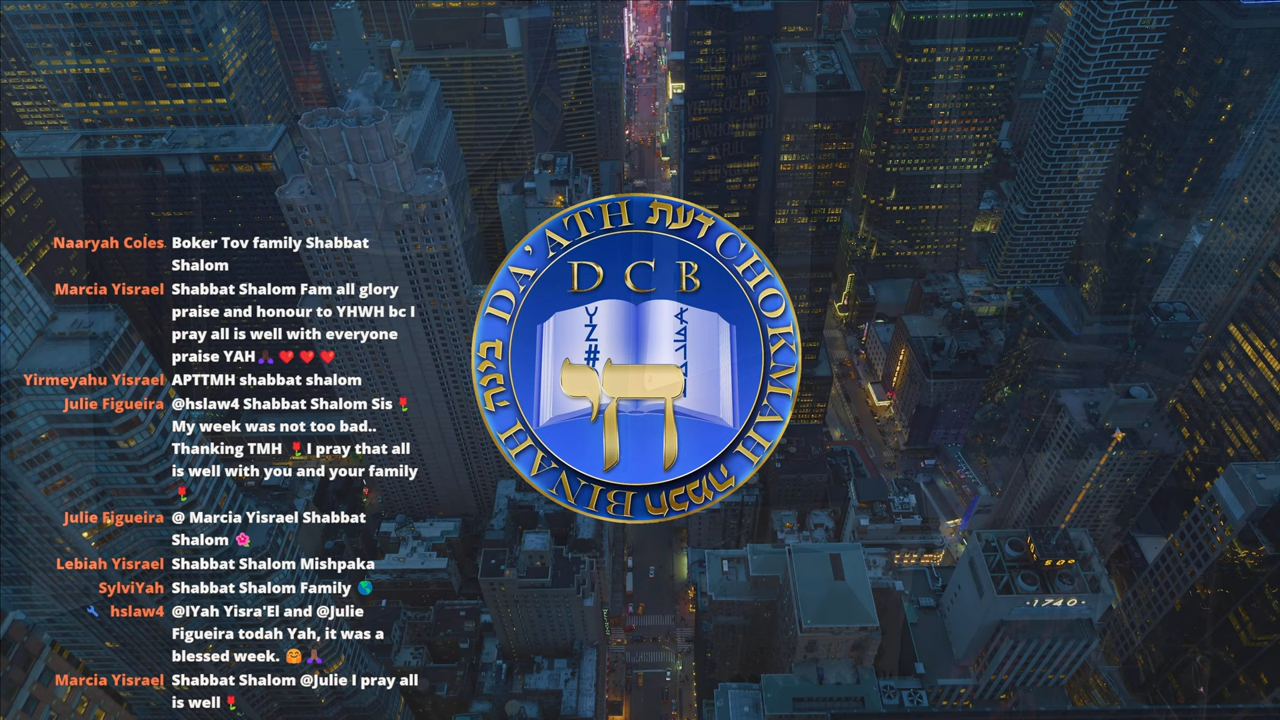 Naaryah Coles Boker Tov family Shabbat
Shalom
Marcia Yisrael Shabbat Shalom Fam all glory
praise and honour to YHWH bc I
pray all is well with everyone
praise YAH🙏🏿❤️❤️❤️
Yirmeyahu Yisrael APTTMH shabbat shalom
Julie Figueira @hslaw4 Shabbat Shalom Sis🌷
My week was not too bad..
Thanking TMH 🌷I pray that all
is well with you and your family
🌷
Julie Figueira @ Marcia Yisrael Shabbat
Shalom 🌺
Lebiah Yisrael Shabbat Shalom Mishpaka
SylviYah Shabbat Shalom Family 🌎
hslaw4 @IYah Yisra'El and @Julie
Figueira todah Yah, it was a
blessed week. 🤗🙏🏾
Marcia Yisrael Shabbat Shalom @Julie I pray all
is well🌷
DA'ATH דעת CHOKMAH חכמה BINAH בינה
D C B
חי
50º
·1740·